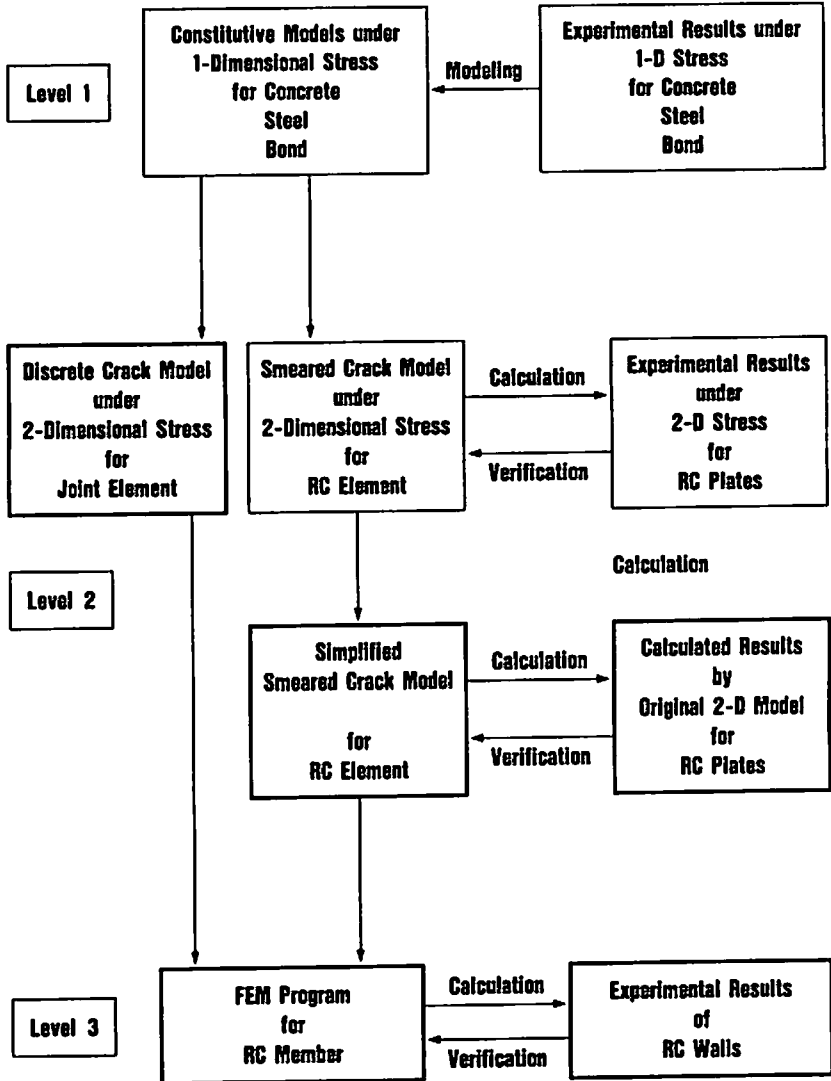 Level 1
Constitutive Models under
1-Dimensional Stress
for Concrete
Steel
Bond
Modeling
Experimental Results under
1-D Stress
for Concrete
Steel
Bond
Discrete Crack Model
under
2-Dimensional Stress
for
Joint Element
Smeared Crack Model
under
2-Dimensional Stress
for
RC Element
Calculation
Verification
Experimental Results
under
2-D Stress
for
RC Plates
Level 2
Calculation
Simplified
Smeared Crack Model
for
RC Element
Calculation
Verification
Calculated Results
by
Original 2-D Model
for
RC Plates
Level 3
FEM Program
for
RC Member
Calculation
Verification
Experimental Results
of
RC Walls